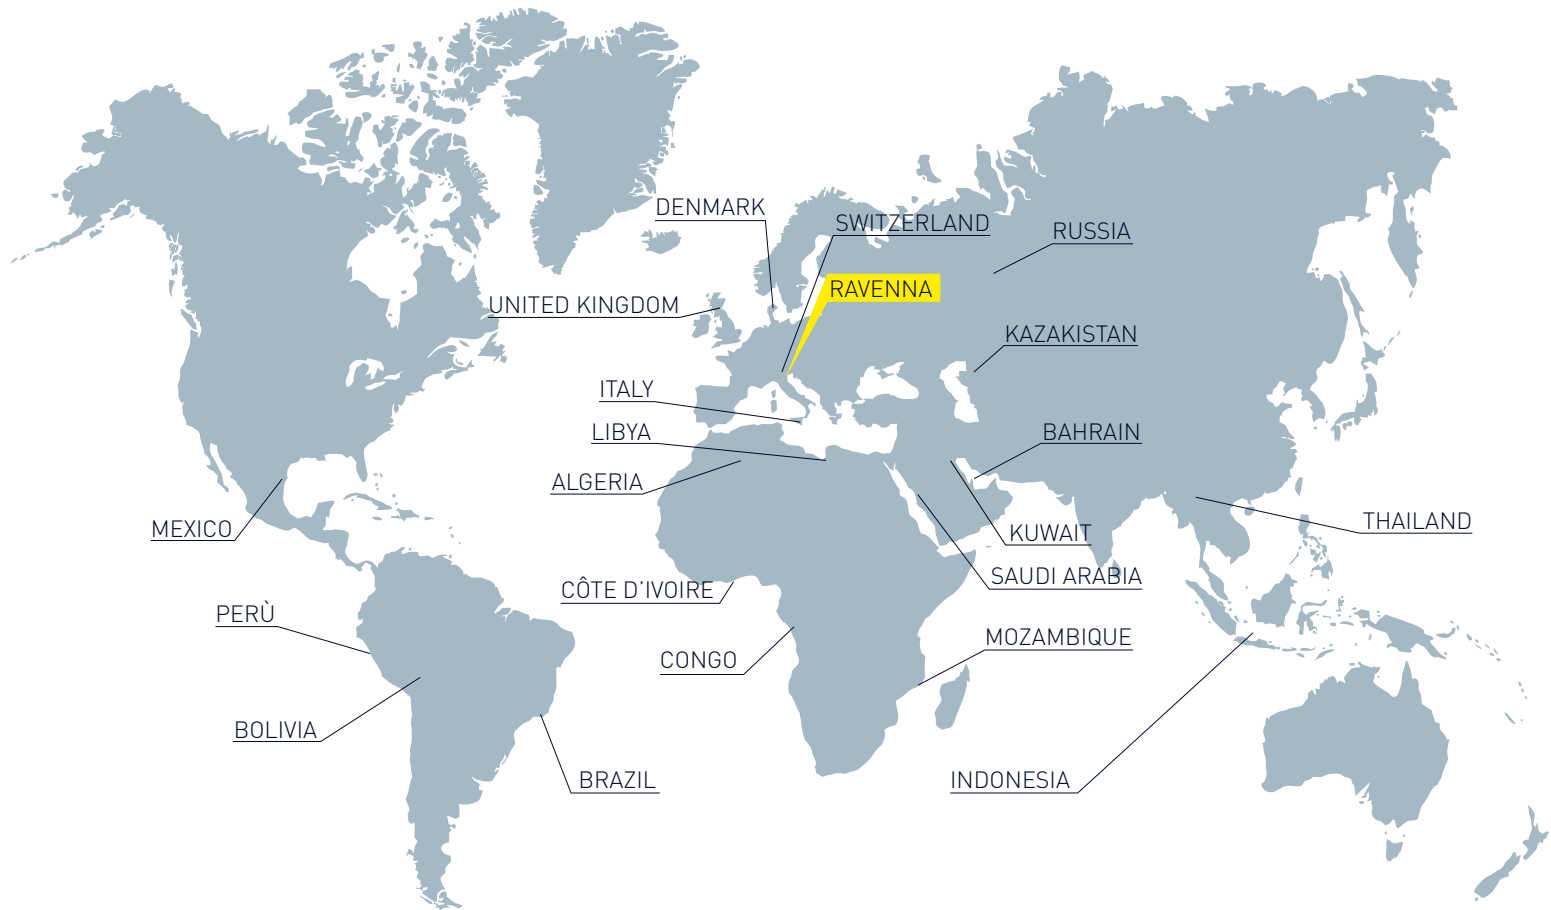 DENMARK
SWITZERLAND
RUSSIA
RAVENNA
UNITED KINGDOM
KAZAKISTAN
ITALY
LIBYA
BAHRAIN
ALGERIA
MEXICO
THAILAND
KUWAIT
SAUDI ARABIA
CÔTE D'IVOIRE
PERÙ
MOZAMBIQUE
CONGO
BOLIVIA
BRAZIL
INDONESIA